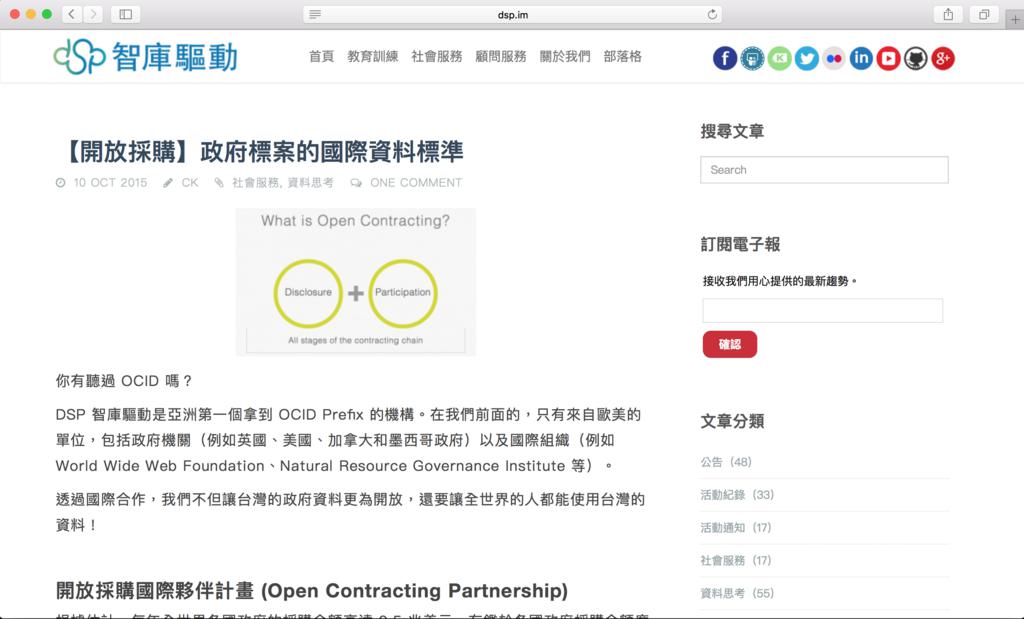 dsp.im
dsp 智庫驅動
首頁 教育訓練 社會服務 顧問服務 關於我們 部落格
【開放採購】政府標案的國際資料標準
10 OCT 2015 CK 社會服務, 資料思考 ONE COMMENT
What is Open Contracting?
Disclosure + Participation
All stages of the contracting chain
你有聽過 OCID 嗎？
DSP 智庫驅動是亞洲第一個拿到 OCID Prefix 的機構。在我們前面的，只有來自歐美的
單位，包括政府機關（例如英國、美國、加拿大和墨西哥政府）以及國際組織（例如
World Wide Web Foundation、Natural Resource Governance Institute 等）。
透過國際合作，我們不但讓台灣的政府資料更為開放，還要讓全世界的人都能使用台灣的
資料！
開放採購國際夥伴計畫 (Open Contracting Partnership)
搜尋文章
Search
訂閱電子報
接收我們用心提供的最新趨勢。
確認
文章分類
公告 (48)
活動紀錄 (33)
活動通知 (17)
社會服務 (17)
資料思考 (55)